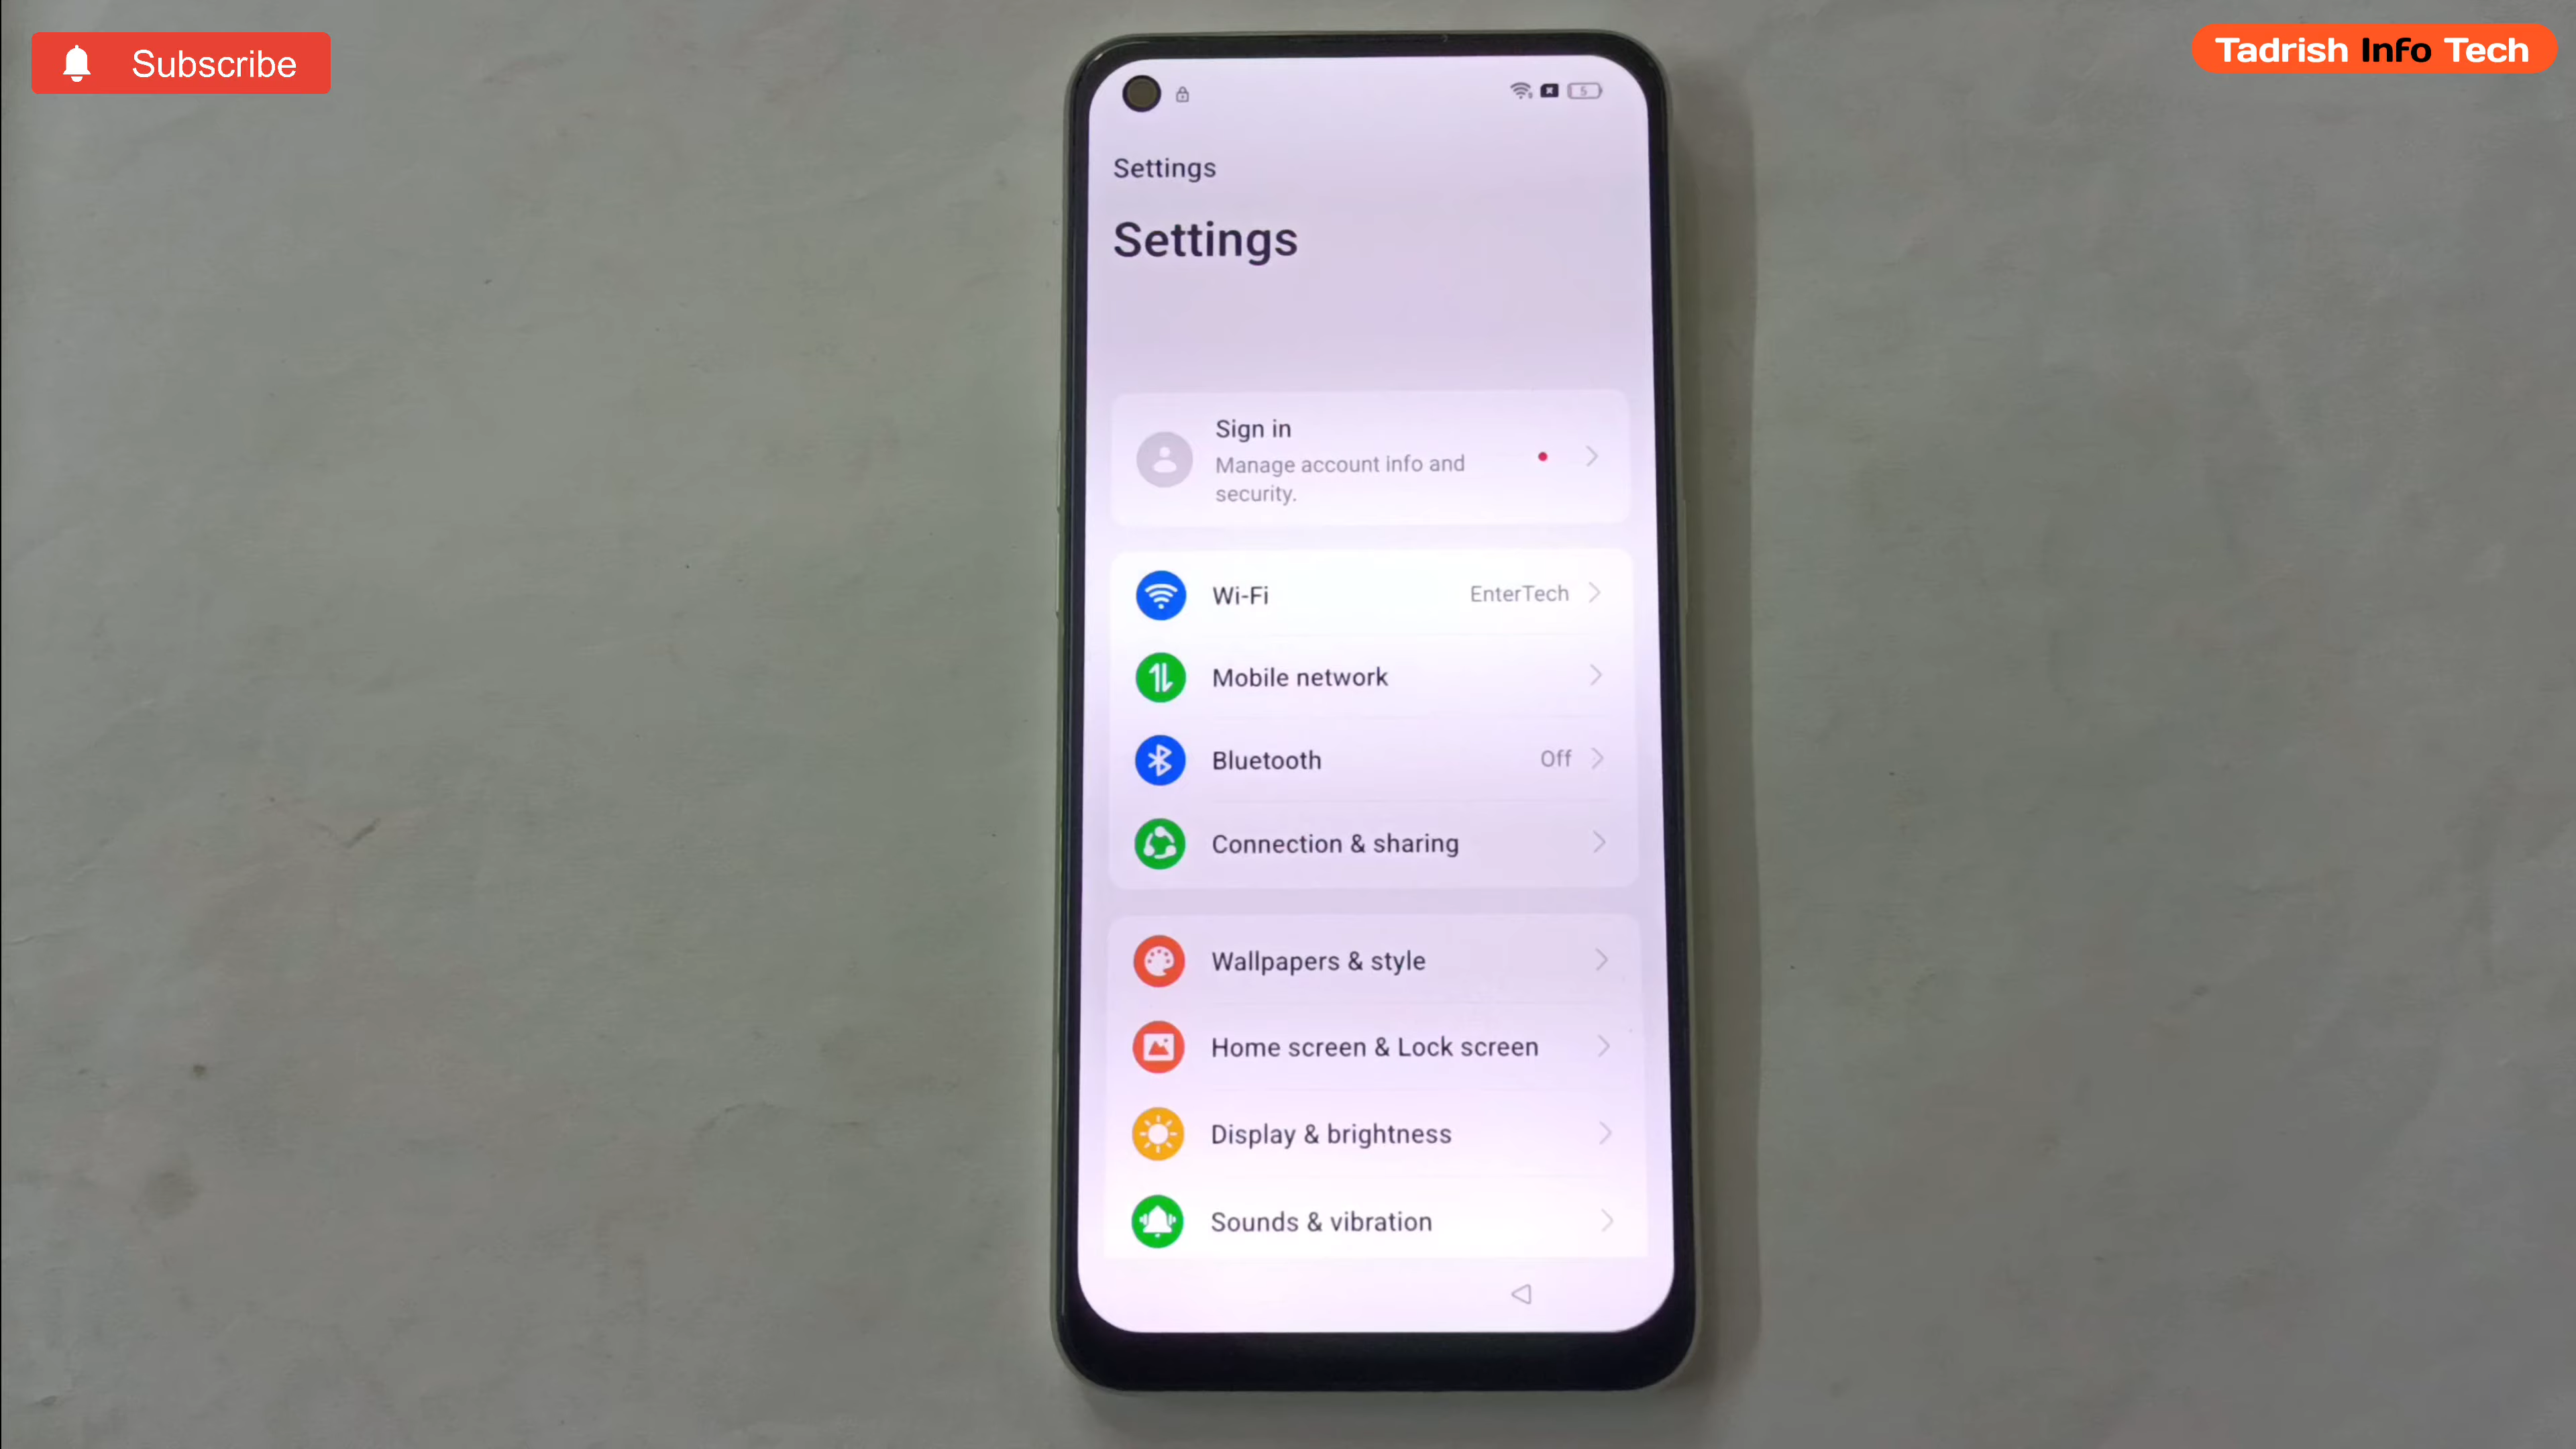 Subscribe
Tadrish Info Tech
5
Settings
Settings
Sign in
Manage account info and
security.
Wi-Fi
EnterTech
Mobile network
Bluetooth
Off
Connection & sharing
Wallpapers & style
Home screen & Lock screen
Display & brightness
Sounds & vibration